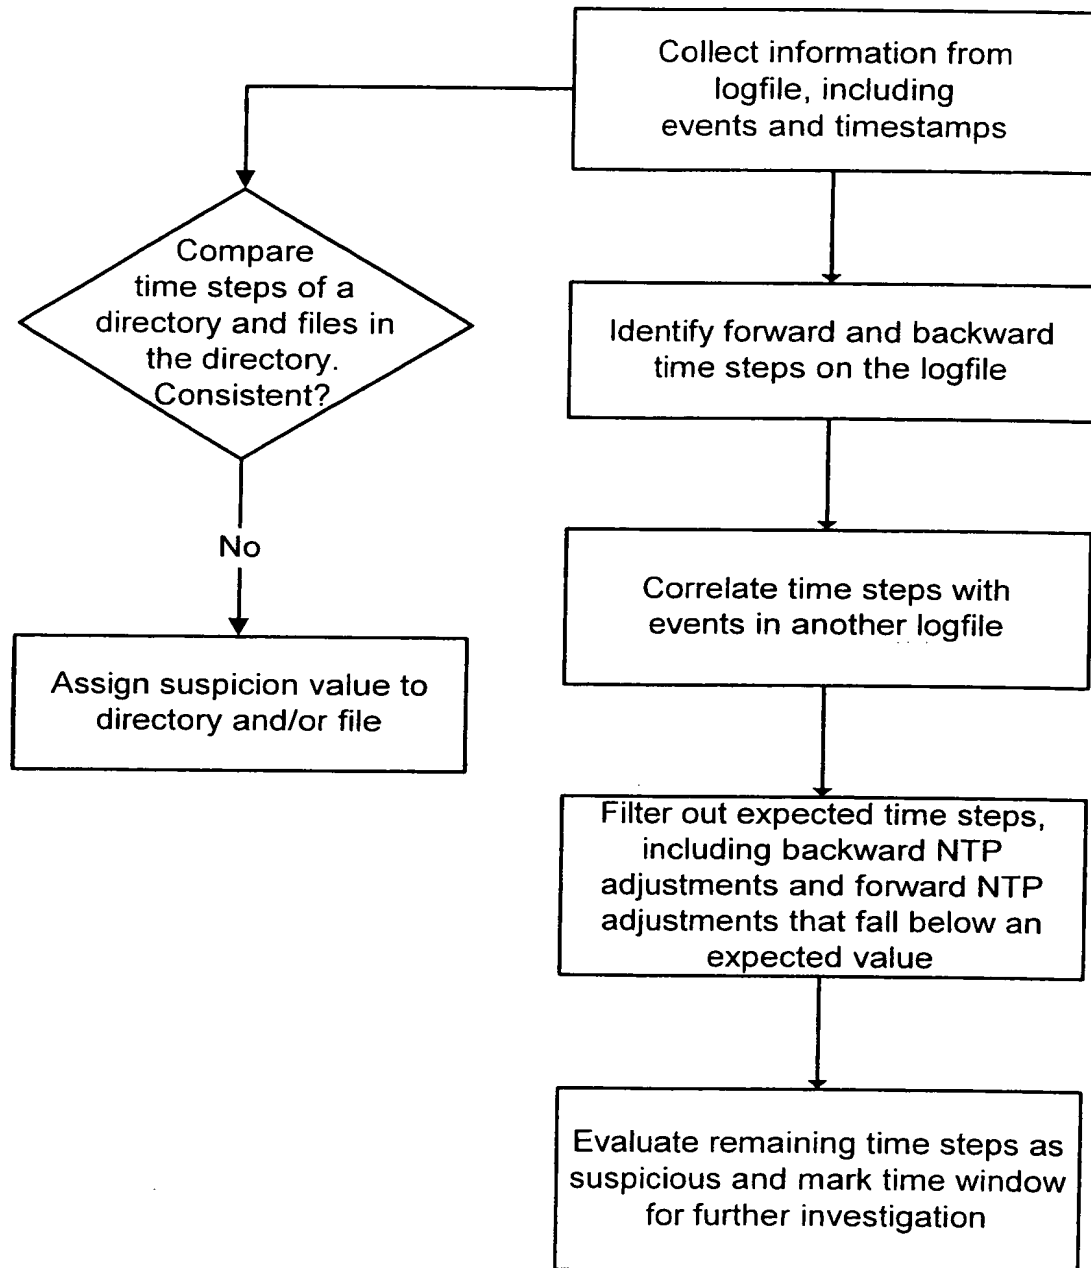 Collect information from
logfile, including
events and timestamps
Compare
time steps of a
directory and files in
the directory.
Consistent?
Identify forward and backward
time steps on the logfile
No
Correlate time steps with
events in another logfile
Assign suspicion value to
directory and/or file
Filter out expected time steps,
including backward NTP
adjustments and forward NTP
adjustments that fall below an
expected value
Evaluate remaining time steps as
suspicious and mark time window
for further investigation